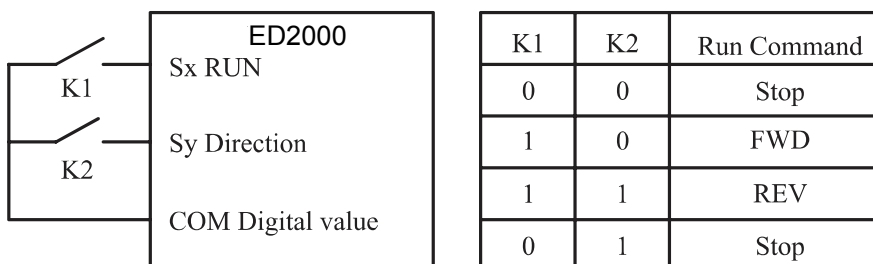 ED2000
Sx RUN
K1
Sy Direction
K2
COM Digital value
K1 K2 Run Command
0 0 Stop
1 0 FWD
1 1 REV
0 1 Stop